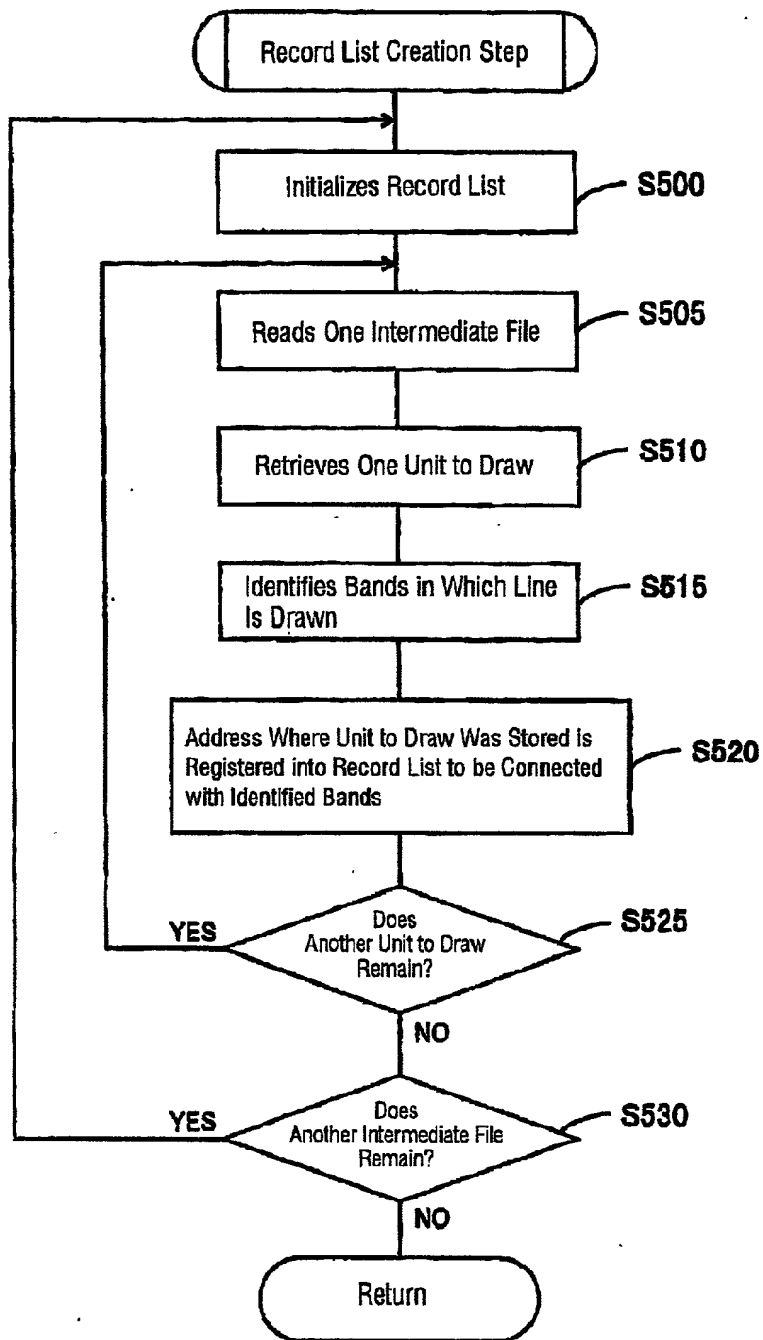 Record List Creation Step
Initializes Record List
S500
Reads One Intermediate File
S505
Retrieves One Unit to Draw
S510
Identifies Bands in Which Line
Is Drawn
S515
Address Where Unit to Draw Was Stored is
Registered into Record List to be Connected
with Identified Bands
S520
Does
Another Unit to Draw
Remain?
S525
YES
NO
Does
Another Intermediate File
Remain?
S530
YES
NO
Return